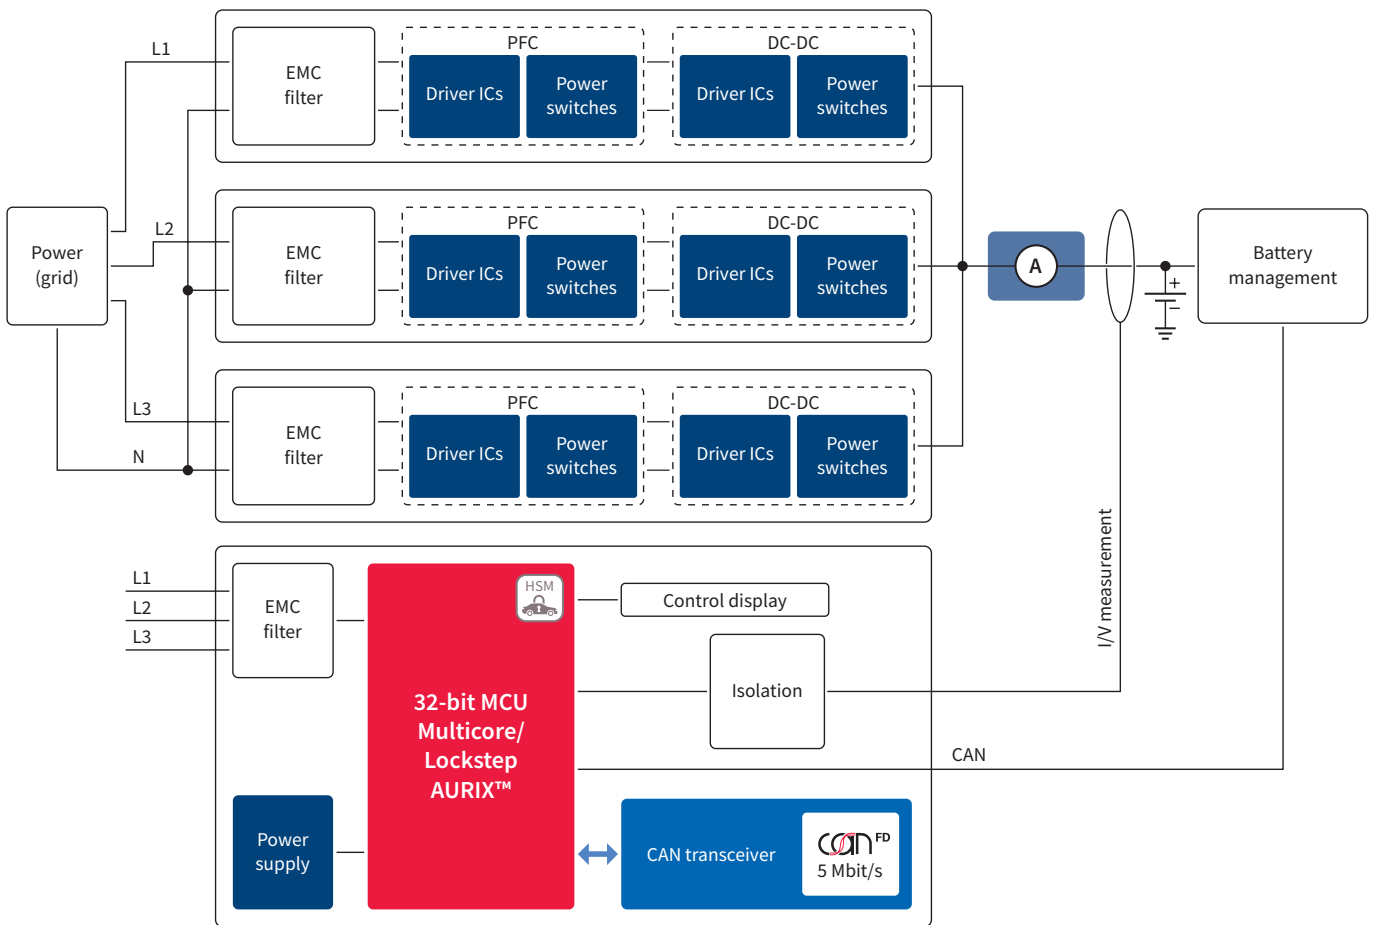 L1
EMC
filter
PFC
Driver ICs
Power
switches
DC-DC
Driver ICs
Power
switches
Power
(grid)
L2
EMC
filter
PFC
Driver ICs
Power
switches
DC-DC
Driver ICs
Power
switches
A
+
−
Battery
management
L3
N
EMC
filter
PFC
Driver ICs
Power
switches
DC-DC
Driver ICs
Power
switches
I/V measurement
L1
L2
L3
EMC
filter
HSM
Control display
32-bit MCU
Multicore/
Lockstep
AURIX™
Isolation
CAN
Power
supply
CAN transceiver
CAN FD
5 Mbit/s